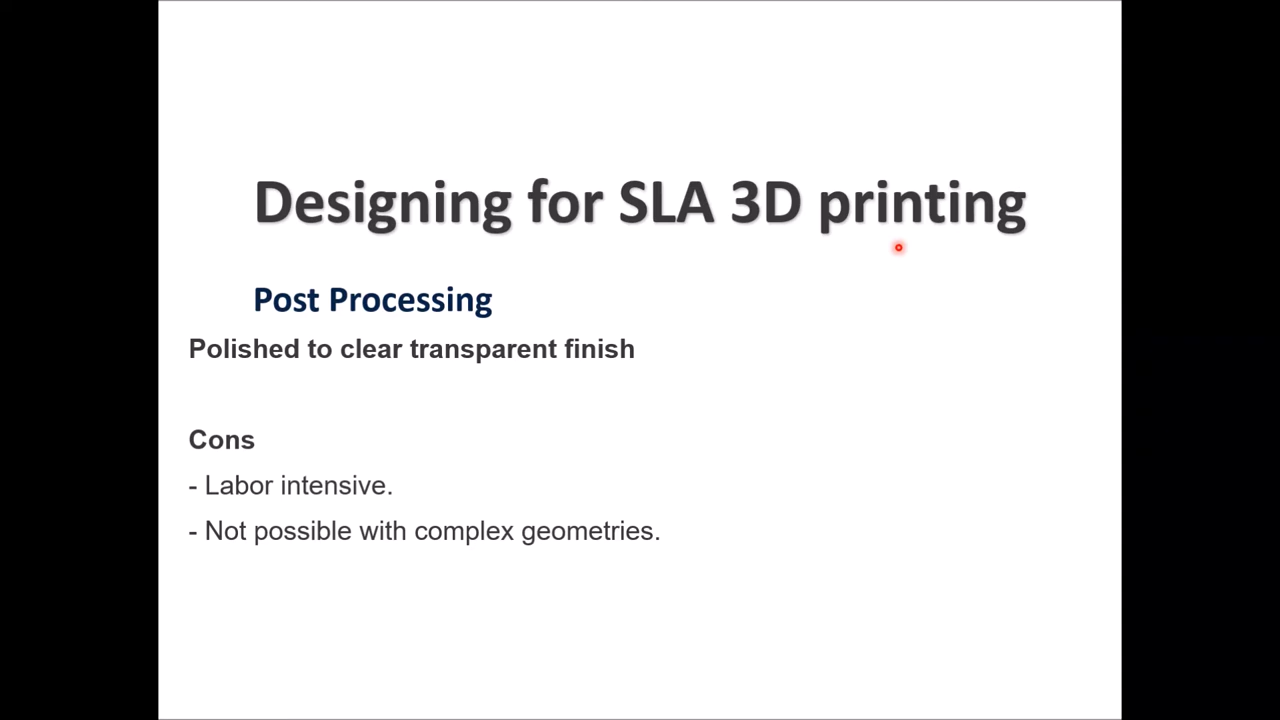 Designing for SLA 3D printing
Post Processing
Polished to clear transparent finish
Cons
- Labor intensive.
- Not possible with complex geometries.